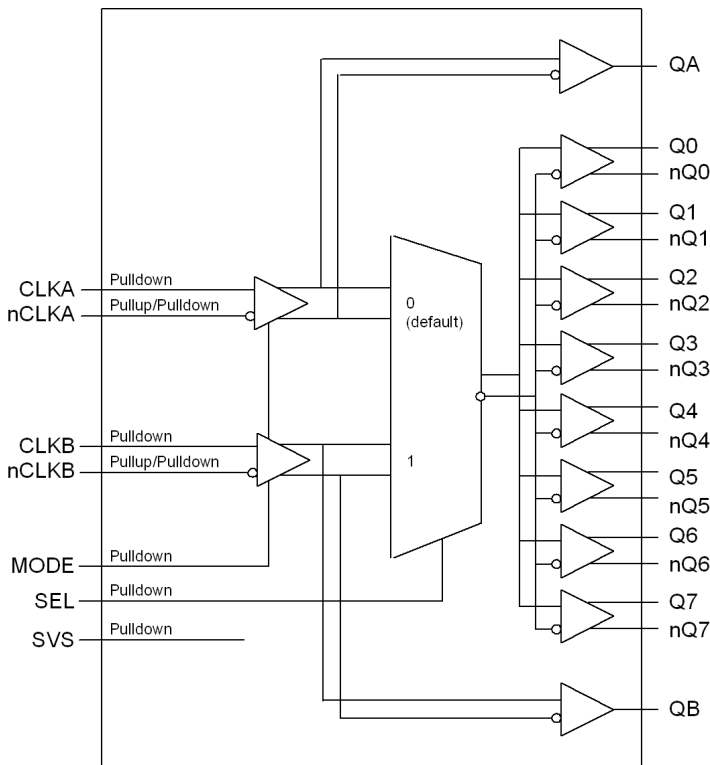 QA
Q0
nQ0
Q1
nQ1
Q2
nQ2
Q3
nQ3
Q4
nQ4
Q5
nQ5
Q6
nQ6
Q7
nQ7
QB
CLKA Pulldown
nCLKA Pullup/Pulldown
0
(default)
CLKB Pulldown
nCLKB Pullup/Pulldown
1
MODE Pulldown
SEL Pulldown
SVS Pulldown